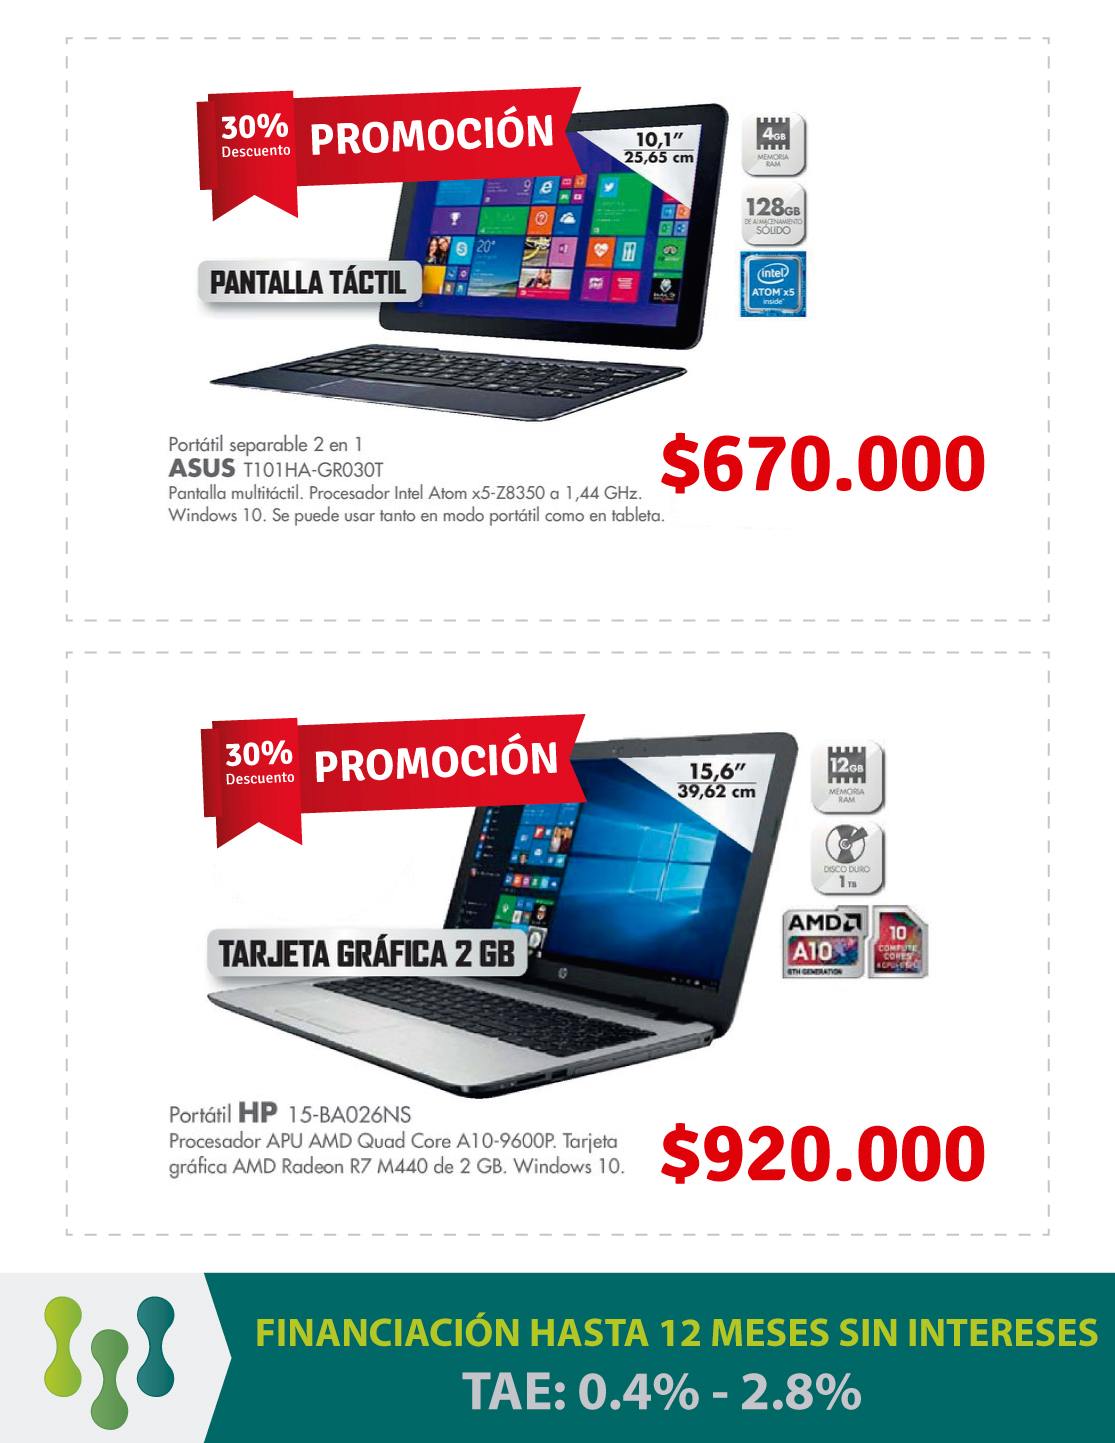 30%
Descuento
PROMOCIÓN
10,1”
25,65 cm
4GB
MEMORIA
RAM
128GB
DE ALMACENAMIENTO
SÓLIDO
intel
ATOM x5
inside
PANTALLA TÁCTIL
Portátil separable 2 en 1
ASUS T101HA-GR030T
Pantalla multitáctil. Procesador Intel Atom x5-Z8350 a 1,44 GHz.
Windows 10. Se puede usar tanto en modo portátil como en tableta.
$670.000
30%
Descuento
PROMOCIÓN
15,6”
39,62 cm
12GB
MEMORIA
RAM
DISCO DURO
1 TB
AMD
A10
6TH GENERATION
10
COMPUTE
CORES
TARJETA GRÁFICA 2 GB
hp
Portátil HP 15-BA026NS
Procesador APU AMD Quad Core A10-9600P. Tarjeta
gráfica AMD Radeon R7 M440 de 2 GB. Windows 10.
$920.000
FINANCIACIÓN HASTA 12 MESES SIN INTERESES
TAE: 0.4% - 2.8%